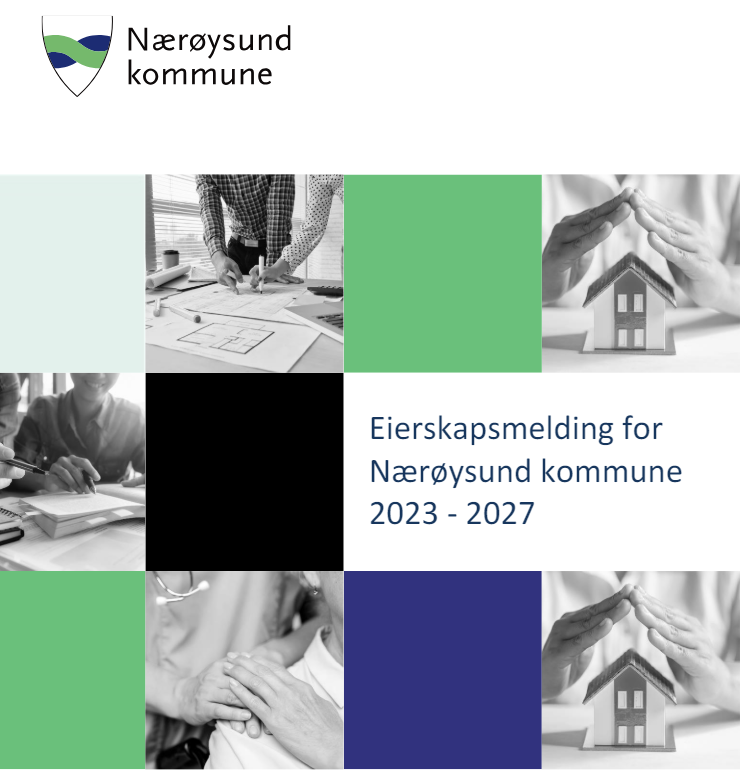 Nærøysund
kommune
Eierskapsmelding for
Nærøysund kommune
2023 - 2027